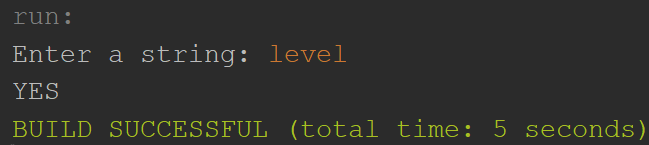 run:
Enter a string: level
YES
BUILD SUCCESSFUL (total time: 5 seconds)